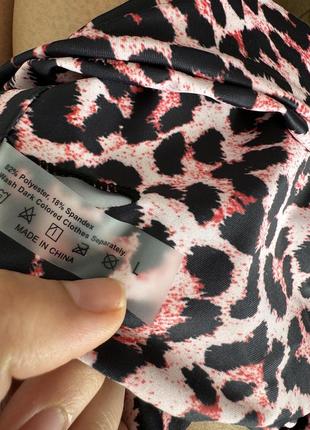 82% Polyester, 18% Spandex
Wash Dark Colored Clothes Separately.
MADE IN CHINA
L